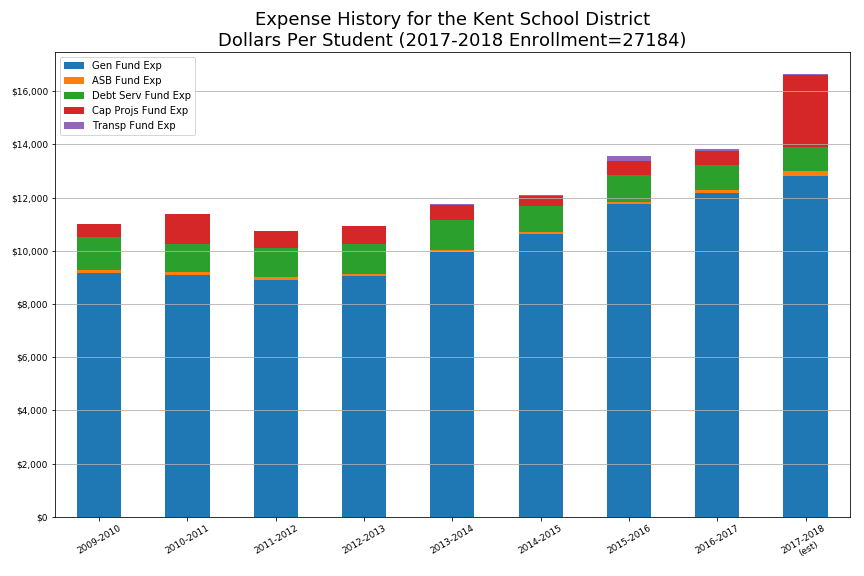 Expense History for the Kent School District
Dollars Per Student (2017-2018 Enrollment=27184)
Gen Fund Exp
ASB Fund Exp
Debt Serv Fund Exp
Cap Projs Fund Exp
Transp Fund Exp
$16,000
$14,000
$12,000
$10,000
$8,000
$6,000
$4,000
$2,000
$0
2009-2010
2010-2011
2011-2012
2012-2013
2013-2014
2014-2015
2015-2016
2016-2017
2017-2018
(est)